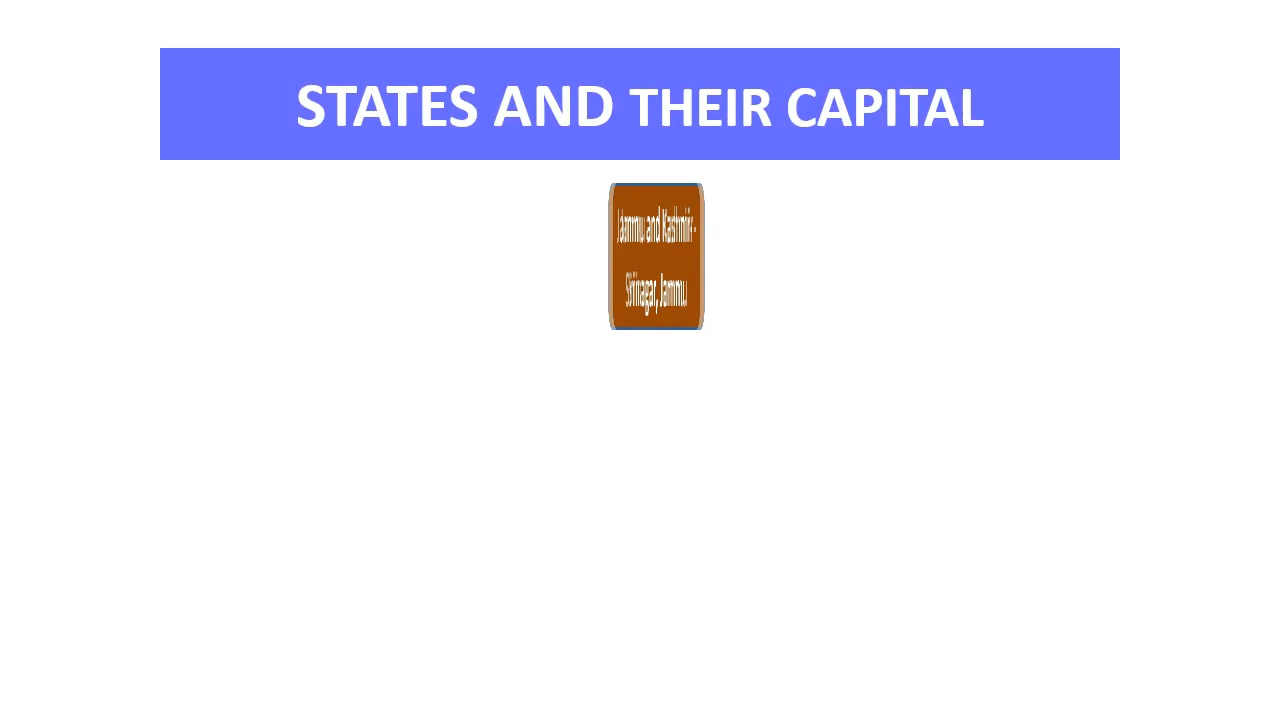 STATES AND THEIR CAPITAL
Jammu and Kashmir -
Srinagar, Jammu